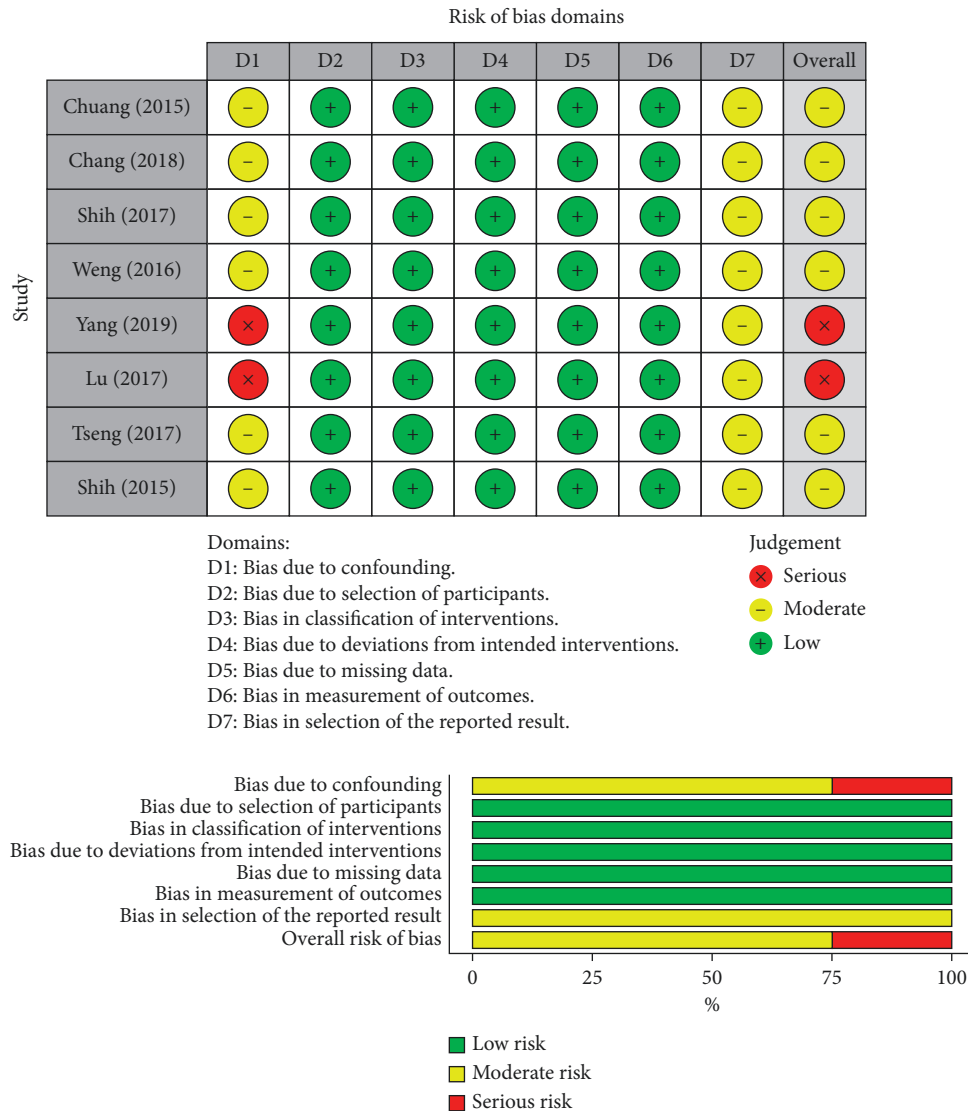 Risk of bias domains
D1 D2 D3 D4 D5 D6 D7 Overall
Study
Chuang (2015) − + + + + + − −
Chang (2018) − + + + + + − −
Shih (2017) − + + + + + − −
Weng (2016) − + + + + + − −
Yang (2019) × + + + + + − ×
Lu (2017) × + + + + + − ×
Tseng (2017) − + + + + + − −
Shih (2015) − + + + + + − −
Domains:
D1: Bias due to confounding.
D2: Bias due to selection of participants.
D3: Bias in classification of interventions.
D4: Bias due to deviations from intended interventions.
D5: Bias due to missing data.
D6: Bias in measurement of outcomes.
D7: Bias in selection of the reported result.
Judgement
× Serious
− Moderate
+ Low
Bias due to confounding
Bias due to selection of participants
Bias in classification of interventions
Bias due to deviations from intended interventions
Bias due to missing data
Bias in measurement of outcomes
Bias in selection of the reported result
Overall risk of bias
0 25 50 75 100
%
Low risk
Moderate risk
Serious risk